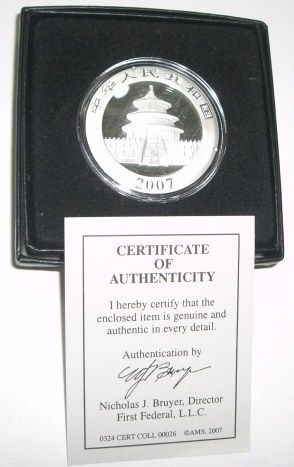 中华人民共和国
2007
CERTIFICATE
OF
AUTHENTICITY
I hereby certify that the
enclosed item is genuine and
authentic in every detail.
Authentication by
Nicholas J. Bruyer, Director
First Federal, L.L.C.
0324 CERT COLL 00026 ©AMS, 2007